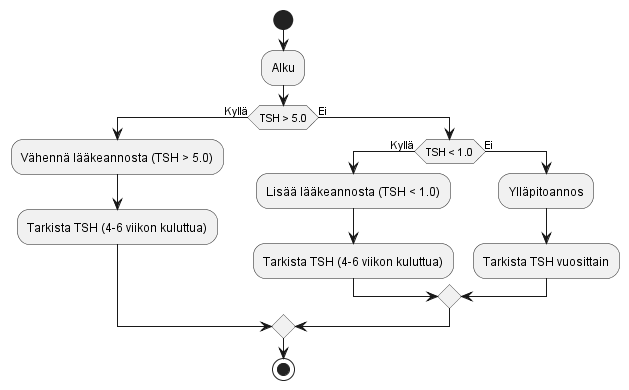 Alku
Kyllä
TSH > 5.0
Ei
Vähennä lääkeannosta (TSH > 5.0)
Tarkista TSH (4-6 viikon kuluttua)
Kyllä
TSH < 1.0
Ei
Lisää lääkeannosta (TSH < 1.0)
Tarkista TSH (4-6 viikon kuluttua)
Ylläpitoannos
Tarkista TSH vuosittain